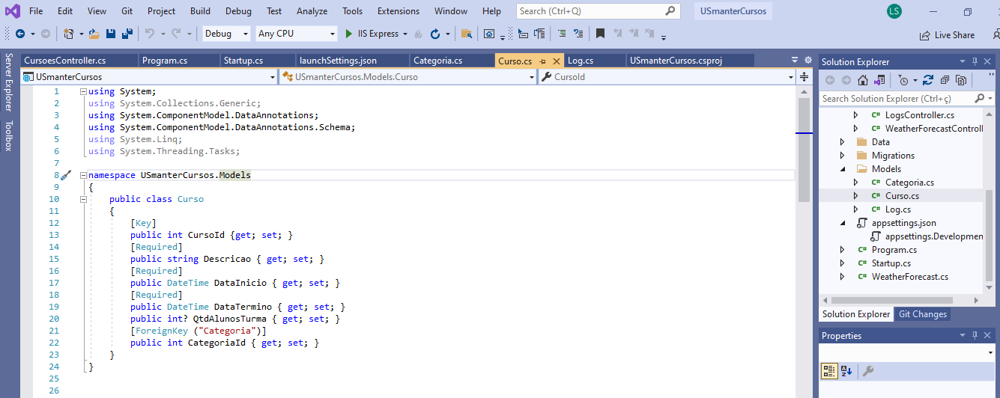 File Edit View Git Project Build Debug Test Analyze Tools Extensions Window Help Search (Ctrl+Q) USmanterCursos LS
Debug Any CPU IIS Express Live Share
Server Explorer
Toolbox
CursoesController.cs Program.cs Startup.cs launchSettings.json Categoria.cs Curso.cs Log.cs USmanterCursos.csproj
USmanterCursos USmanterCursos.Models.Curso CursoId
1 using System;
2 using System.Collections.Generic;
3 using System.ComponentModel.DataAnnotations;
4 using System.ComponentModel.DataAnnotations.Schema;
5 using System.Linq;
6 using System.Threading.Tasks;
7
8 namespace USmanterCursos.Models
9 {
10 public class Curso
11 {
12 [Key]
13 public int CursoId {get; set; }
14 [Required]
15 public string Descricao { get; set; }
16 [Required]
17 public DateTime DataInicio { get; set; }
18 [Required]
19 public DateTime DataTermino { get; set; }
20 public int? QtdAlunosTurma { get; set; }
21 [ForeignKey ("Categoria")]
22 public int CategoriaId { get; set; }
23 }
24 }
25
26
Solution Explorer
Search Solution Explorer (Ctrl+ç)
C# LogsController.cs
C# WeatherForecastControll
Data
Migrations
Models
C# Categoria.cs
C# Curso.cs
C# Log.cs
appsettings.json
appsettings.Developmen
C# Program.cs
C# Startup.cs
C# WeatherForecast.cs
Solution Explorer Git Changes
Properties